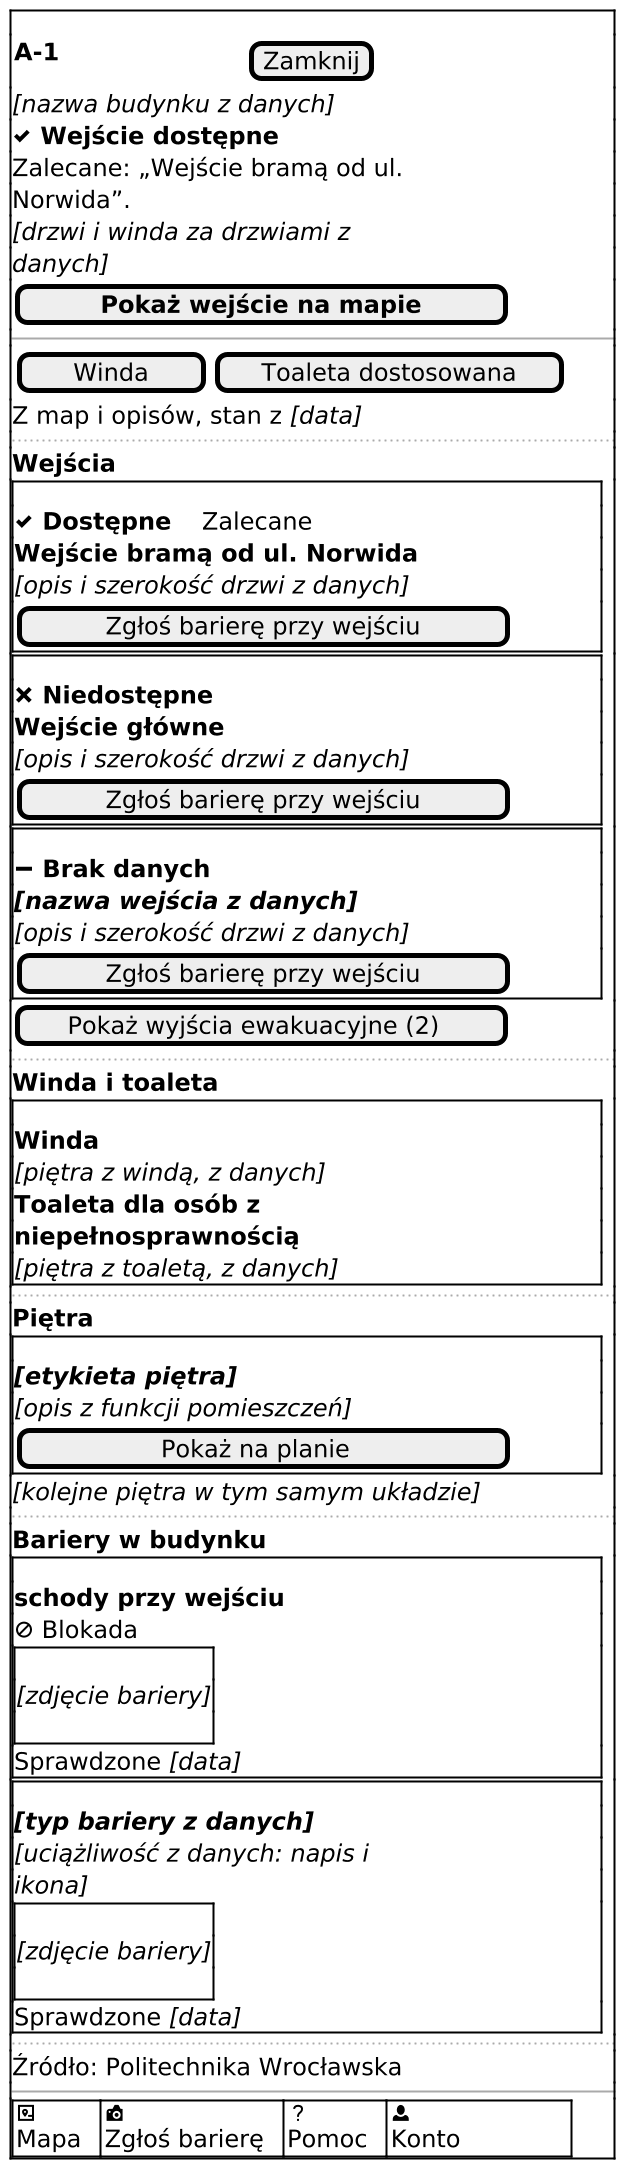 A-1 Zamknij
[nazwa budynku z danych]
✔ Wejście dostępne
Zalecane: „Wejście bramą od ul.
Norwida”.
[drzwi i winda za drzwiami z
danych]
Pokaż wejście na mapie
Winda Toaleta dostosowana
Z map i opisów, stan z [data]
Wejścia
✔ Dostępne Zalecane
Wejście bramą od ul. Norwida
[opis i szerokość drzwi z danych]
Zgłoś barierę przy wejściu
✖ Niedostępne
Wejście główne
[opis i szerokość drzwi z danych]
Zgłoś barierę przy wejściu
− Brak danych
[nazwa wejścia z danych]
[opis i szerokość drzwi z danych]
Zgłoś barierę przy wejściu
Pokaż wyjścia ewakuacyjne (2)
Winda i toaleta
Winda
[piętra z windą, z danych]
Toaleta dla osób z
niepełnosprawnością
[piętra z toaletą, z danych]
Piętra
[etykieta piętra]
[opis z funkcji pomieszczeń]
Pokaż na planie
[kolejne piętra w tym samym układzie]
Bariery w budynku
schody przy wejściu
⊘ Blokada
[zdjęcie bariery]
Sprawdzone [data]
[typ bariery z danych]
[uciążliwość z danych: napis i
ikona]
[zdjęcie bariery]
Sprawdzone [data]
Źródło: Politechnika Wrocławska
?
Mapa Zgłoś barierę Pomoc Konto